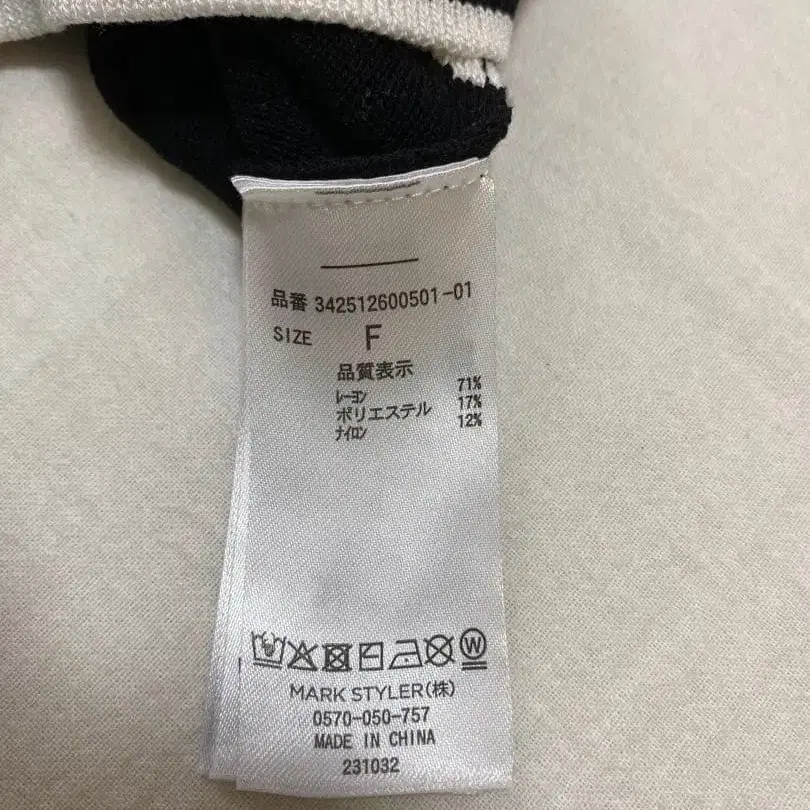 品番 342512600501-01
SIZE F
品質表示
ﾚｰﾖﾝ 71%
ポリエステル 17%
ﾅｲﾛﾝ 12%
W
MARK STYLER(株)
0570-050-757
MADE IN CHINA
231032